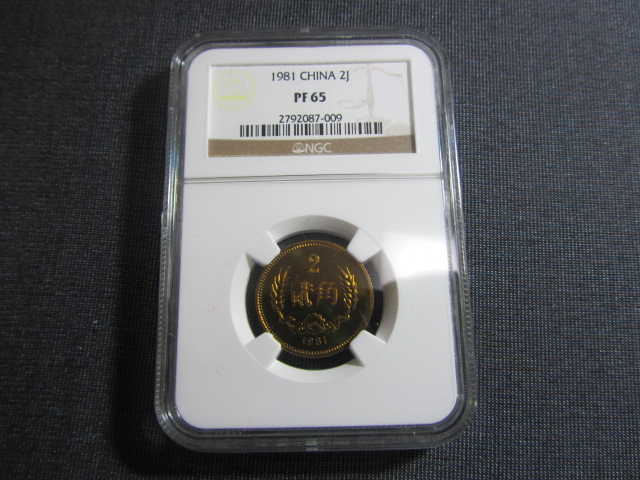 1981 CHINA 2J
PF 65
2792087-009
NGC
2
贰角
1981